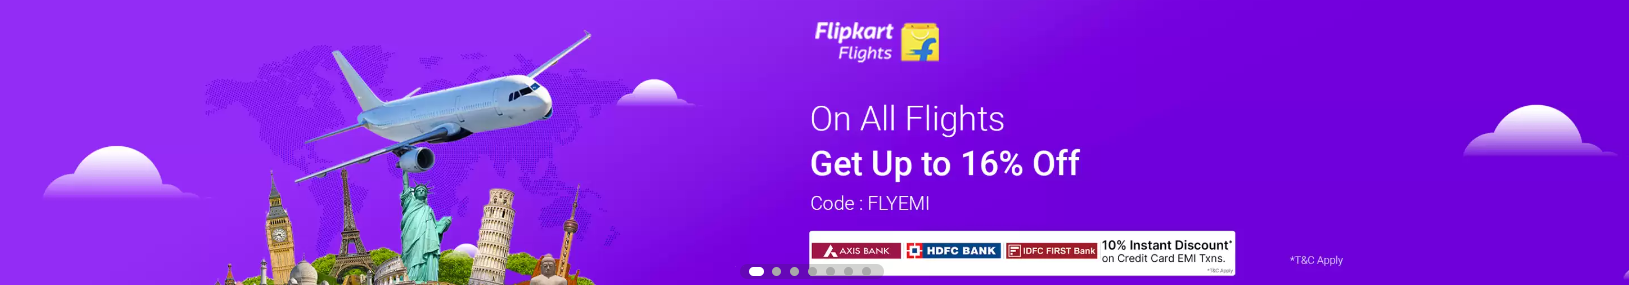 Flipkart
Flights
On All Flights
Get Up to 16% Off
Code : FLYEMI
AXIS BANK HDFC BANK IDFC FIRST Bank 10% Instant Discount*
on Credit Card EMI Txns.
*T&C Apply
*T&C Apply